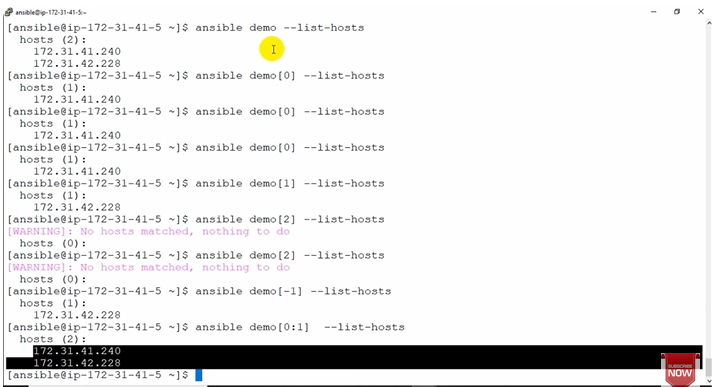 ansible@ip-172-31-41-5:~
[ansible@ip-172-31-41-5 ~]$ ansible demo --list-hosts
  hosts (2):
    172.31.41.240
    172.31.42.228
[ansible@ip-172-31-41-5 ~]$ ansible demo[0] --list-hosts
  hosts (1):
    172.31.41.240
[ansible@ip-172-31-41-5 ~]$ ansible demo[0] --list-hosts
  hosts (1):
    172.31.41.240
[ansible@ip-172-31-41-5 ~]$ ansible demo[0] --list-hosts
  hosts (1):
    172.31.41.240
[ansible@ip-172-31-41-5 ~]$ ansible demo[1] --list-hosts
  hosts (1):
    172.31.42.228
[ansible@ip-172-31-41-5 ~]$ ansible demo[2] --list-hosts
[WARNING]: No hosts matched, nothing to do
  hosts (0):
[ansible@ip-172-31-41-5 ~]$ ansible demo[2] --list-hosts
[WARNING]: No hosts matched, nothing to do
  hosts (0):
[ansible@ip-172-31-41-5 ~]$ ansible demo[-1] --list-hosts
  hosts (1):
    172.31.42.228
[ansible@ip-172-31-41-5 ~]$ ansible demo[0:1]  --list-hosts
  hosts (2):
    172.31.41.240
    172.31.42.228
[ansible@ip-172-31-41-5 ~]$
SUBSCRIBE
NOW